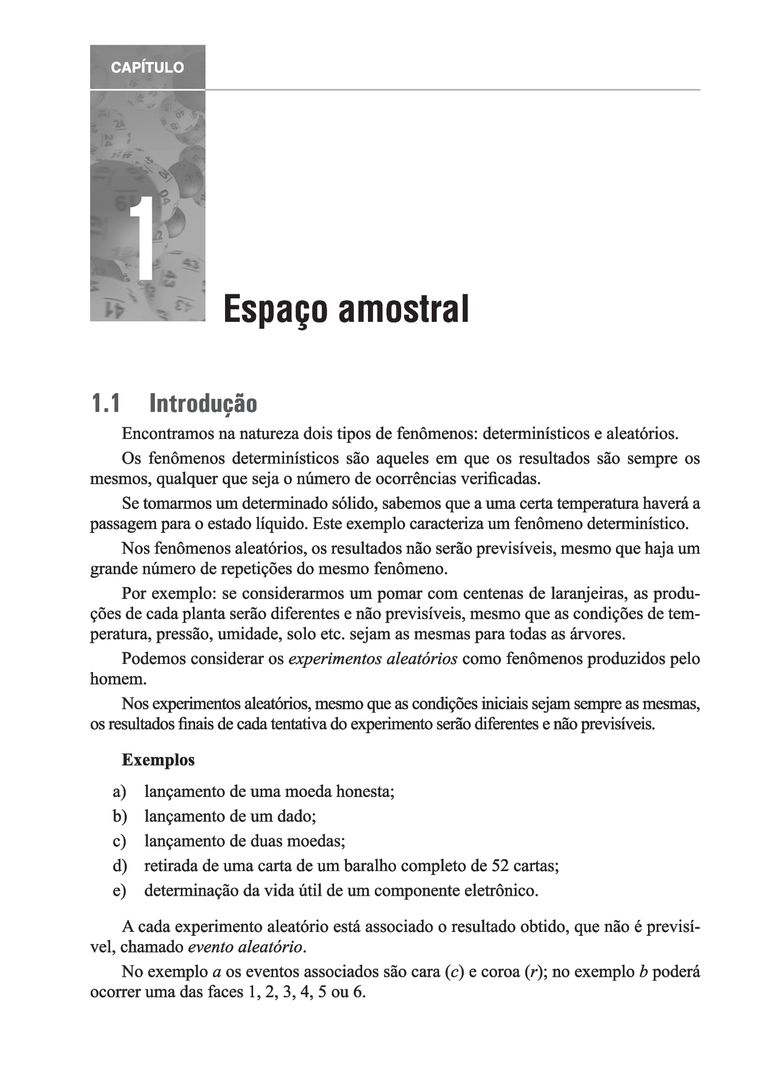 CAPÍTULO
1
Espaço amostral
1.1 Introdução
Encontramos na natureza dois tipos de fenômenos: determinísticos e aleatórios.
Os fenômenos determinísticos são aqueles em que os resultados são sempre os
mesmos, qualquer que seja o número de ocorrências verificadas.
Se tomarmos um determinado sólido, sabemos que a uma certa temperatura haverá a
passagem para o estado líquido. Este exemplo caracteriza um fenômeno determinístico.
Nos fenômenos aleatórios, os resultados não serão previsíveis, mesmo que haja um
grande número de repetições do mesmo fenômeno.
Por exemplo: se considerarmos um pomar com centenas de laranjeiras, as produ-
ções de cada planta serão diferentes e não previsíveis, mesmo que as condições de tem-
peratura, pressão, umidade, solo etc. sejam as mesmas para todas as árvores.
Podemos considerar os experimentos aleatórios como fenômenos produzidos pelo
homem.
Nos experimentos aleatórios, mesmo que as condições iniciais sejam sempre as mesmas,
os resultados finais de cada tentativa do experimento serão diferentes e não previsíveis.
Exemplos
a) lançamento de uma moeda honesta;
b) lançamento de um dado;
c) lançamento de duas moedas;
d) retirada de uma carta de um baralho completo de 52 cartas;
e) determinação da vida útil de um componente eletrônico.
A cada experimento aleatório está associado o resultado obtido, que não é previsí-
vel, chamado evento aleatório.
No exemplo a os eventos associados são cara (c) e coroa (r); no exemplo b poderá
ocorrer uma das faces 1, 2, 3, 4, 5 ou 6.